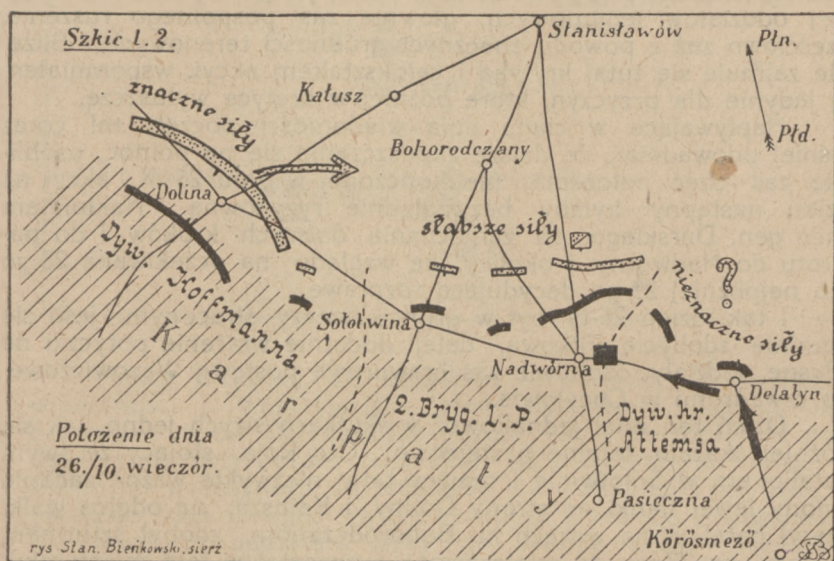 Szkic l. 2.
Stanisławów
Płn.
Płd.
Kałusz
znaczne siły
Bohorodczany
Dolina
słabsze siły
nieznaczne siły
?
Dyw. Hoffmanna.
Sołotwina
Nadwórna
Delatyn
2. Bryg. L. P.
Dyw. hr.
Attemsa
Karpaty
Położenie dnia
26./10. wieczór.
Pasieczna
Körösmező
rys Stan. Bieńkowski, sierż